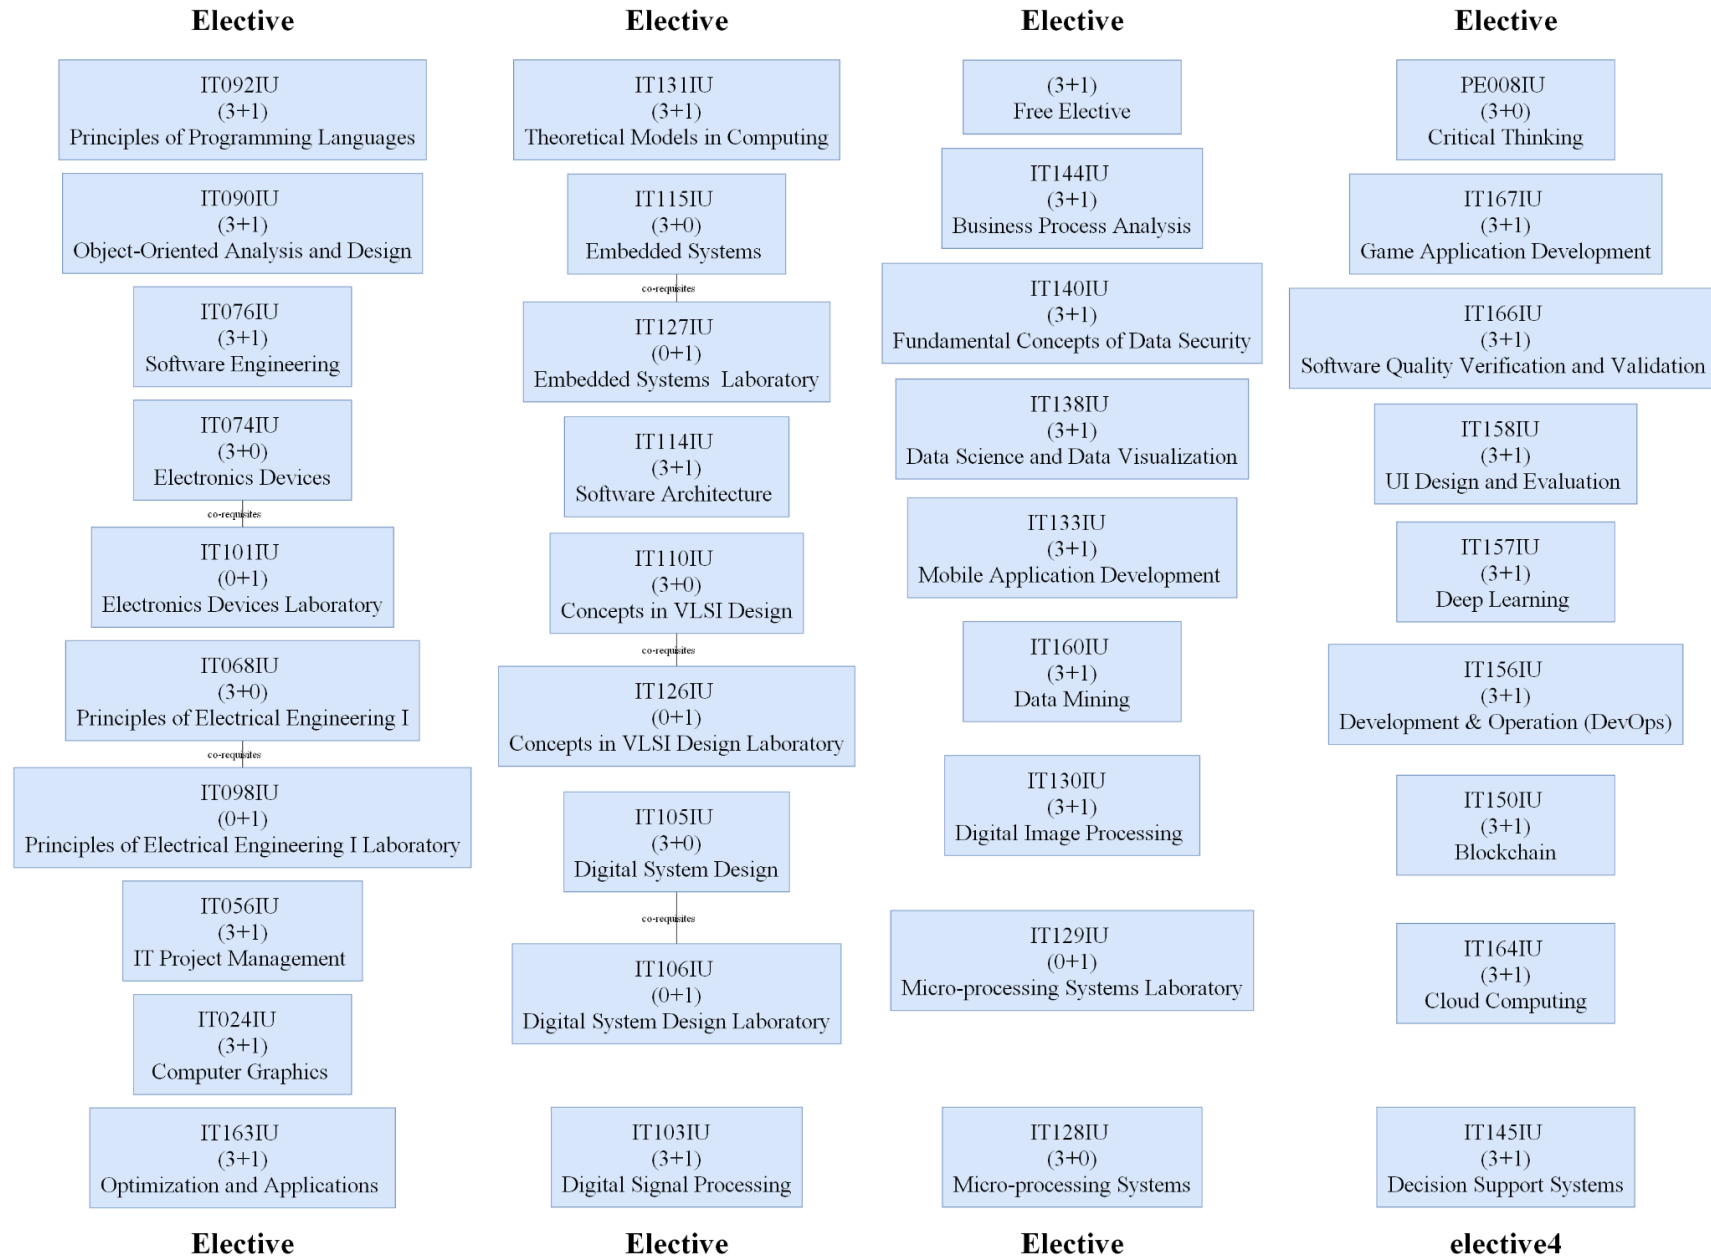 Elective
IT092IU
(3+1)
Principles of Programming Languages
IT090IU
(3+1)
Object-Oriented Analysis and Design
IT076IU
(3+1)
Software Engineering
IT074IU
(3+0)
Electronics Devices
co-requisites
IT101IU
(0+1)
Electronics Devices Laboratory
IT068IU
(3+0)
Principles of Electrical Engineering I
co-requisites
IT098IU
(0+1)
Principles of Electrical Engineering I Laboratory
IT056IU
(3+1)
IT Project Management
IT024IU
(3+1)
Computer Graphics
IT163IU
(3+1)
Optimization and Applications
Elective
Elective
IT131IU
(3+1)
Theoretical Models in Computing
IT115IU
(3+0)
Embedded Systems
co-requisites
IT127IU
(0+1)
Embedded Systems Laboratory
IT114IU
(3+1)
Software Architecture
IT110IU
(3+0)
Concepts in VLSI Design
co-requisites
IT126IU
(0+1)
Concepts in VLSI Design Laboratory
IT105IU
(3+0)
Digital System Design
co-requisites
IT106IU
(0+1)
Digital System Design Laboratory
IT103IU
(3+1)
Digital Signal Processing
Elective
Elective
(3+1)
Free Elective
IT144IU
(3+1)
Business Process Analysis
IT140IU
(3+1)
Fundamental Concepts of Data Security
IT138IU
(3+1)
Data Science and Data Visualization
IT133IU
(3+1)
Mobile Application Development
IT160IU
(3+1)
Data Mining
IT130IU
(3+1)
Digital Image Processing
IT129IU
(0+1)
Micro-processing Systems Laboratory
IT128IU
(3+0)
Micro-processing Systems
Elective
Elective
PE008IU
(3+0)
Critical Thinking
IT167IU
(3+1)
Game Application Development
IT166IU
(3+1)
Software Quality Verification and Validation
IT158IU
(3+1)
UI Design and Evaluation
IT157IU
(3+1)
Deep Learning
IT156IU
(3+1)
Development & Operation (DevOps)
IT150IU
(3+1)
Blockchain
IT164IU
(3+1)
Cloud Computing
IT145IU
(3+1)
Decision Support Systems
elective4